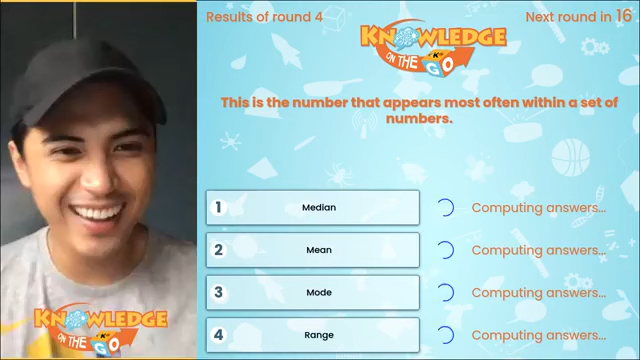 Results of round 4
Next round in 16
KNOWLEDGE
ON THE GO
K°
This is the number that appears most often within a set of
numbers.
1 Median Computing answers...
2 Mean Computing answers...
3 Mode Computing answers...
4 Range Computing answers...
KNOWLEDGE
ON THE GO